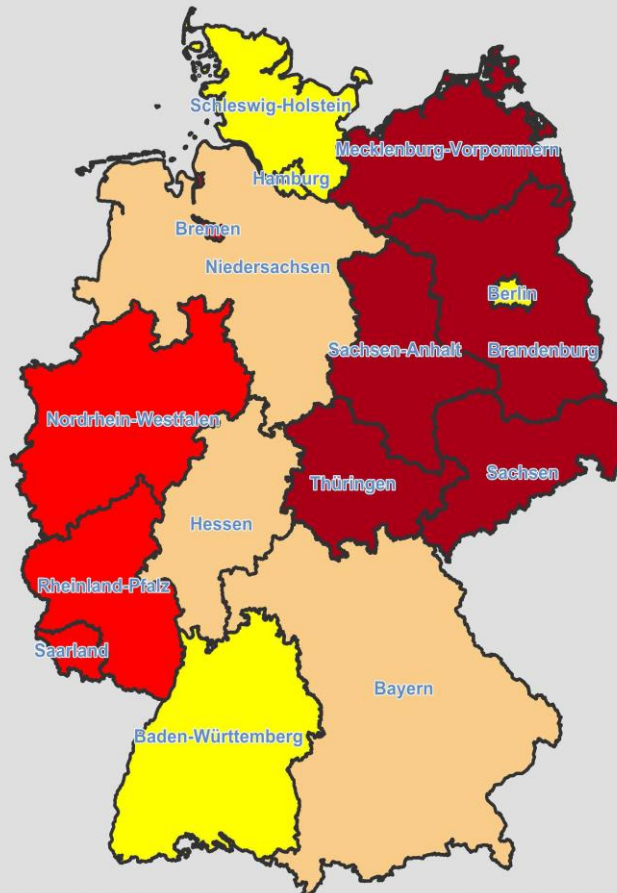 Schleswig-Holstein
Mecklenburg-Vorpommern
Hamburg
Bremen
Niedersachsen
Berlin
Sachsen-Anhalt
Brandenburg
Nordrhein-Westfalen
Sachsen
Thüringen
Hessen
Rheinland-Pfalz
Saarland
Bayern
Baden-Württemberg